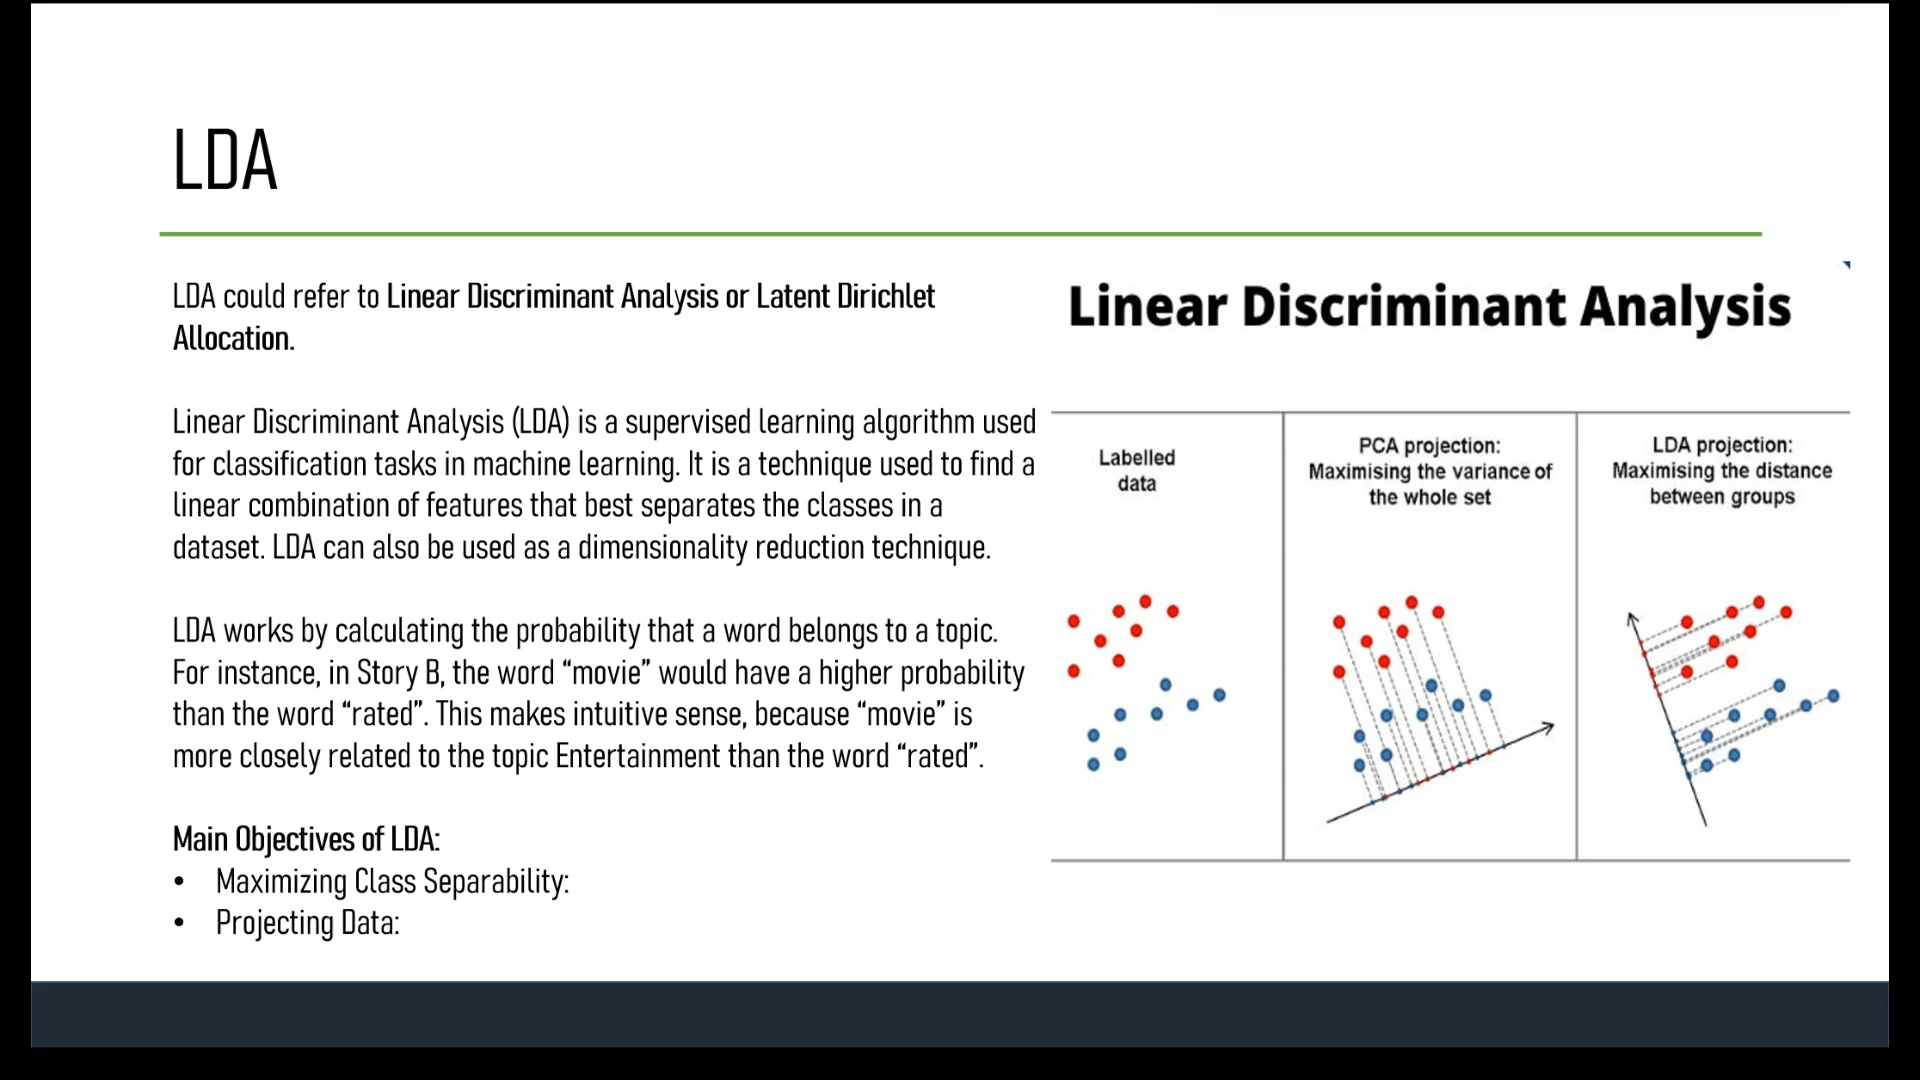 LDA
LDA could refer to Linear Discriminant Analysis or Latent Dirichlet
Allocation.
Linear Discriminant Analysis (LDA) is a supervised learning algorithm used
for classification tasks in machine learning. It is a technique used to find a
linear combination of features that best separates the classes in a
dataset. LDA can also be used as a dimensionality reduction technique.
LDA works by calculating the probability that a word belongs to a topic.
For instance, in Story B, the word “movie” would have a higher probability
than the word “rated”. This makes intuitive sense, because “movie” is
more closely related to the topic Entertainment than the word “rated”.
Main Objectives of LDA:
• Maximizing Class Separability:
• Projecting Data:
Linear Discriminant Analysis
Labelled
data
PCA projection:
Maximising the variance of
the whole set
LDA projection:
Maximising the distance
between groups